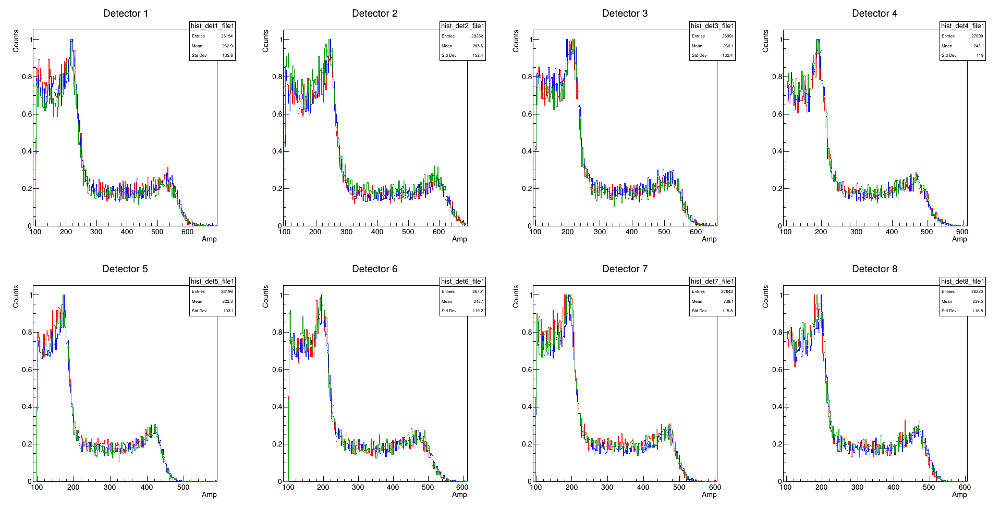 Detector 1
Counts
hist_det1_file1
Entries 26154
Mean 262.9
Std Dev 135.8
1
0.8
0.6
0.4
0.2
0
100 200 300 400 500 600
Amp
Detector 2
Counts
hist_det2_file1
Entries 29262
Mean 285.6
Std Dev 152.4
1
0.8
0.6
0.4
0.2
0
100 200 300 400 500 600
Amp
Detector 3
Counts
hist_det3_file1
Entries 26991
Mean 260.1
Std Dev 132.4
1
0.8
0.6
0.4
0.2
0
100 200 300 400 500 600
Amp
Detector 4
Counts
hist_det4_file1
Entries 27099
Mean 243.1
Std Dev 119
1
0.8
0.6
0.4
0.2
0
100 200 300 400 500 600
Amp
Detector 5
Counts
hist_det5_file1
Entries 26196
Mean 222.3
Std Dev 103.1
1
0.8
0.6
0.4
0.2
0
100 200 300 400 500
Amp
Detector 6
Counts
hist_det6_file1
Entries 26701
Mean 243.1
Std Dev 119.2
1
0.8
0.6
0.4
0.2
0
100 200 300 400 500 600
Amp
Detector 7
Counts
hist_det7_file1
Entries 27643
Mean 239.1
Std Dev 115.8
1
0.8
0.6
0.4
0.2
0
100 200 300 400 500 600
Amp
Detector 8
Counts
hist_det8_file1
Entries 26223
Mean 239.5
Std Dev 116.8
1
0.8
0.6
0.4
0.2
0
100 200 300 400 500 600
Amp